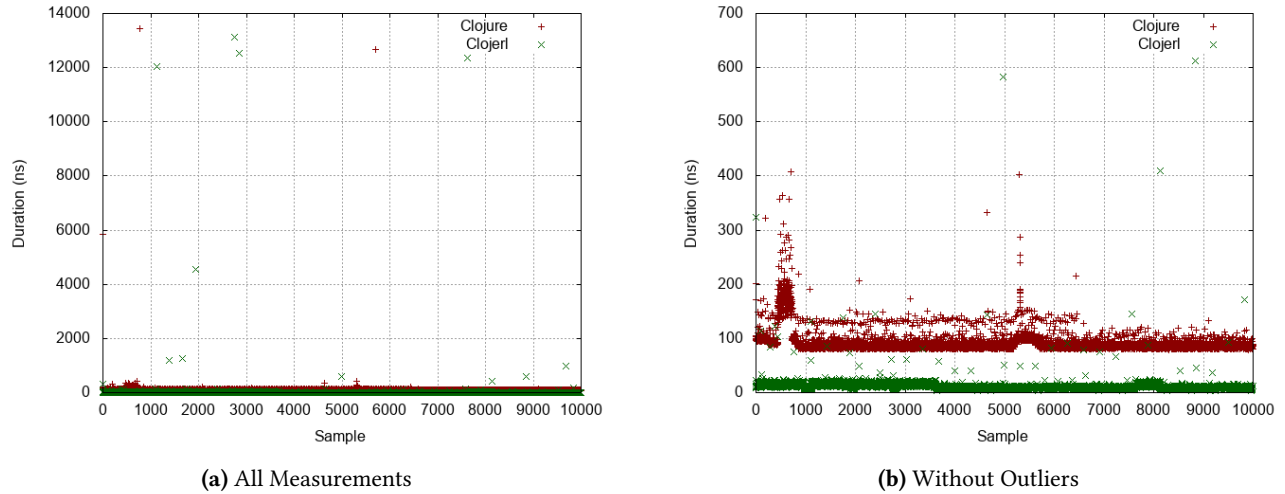 14000
12000
10000
8000
6000
4000
2000
0
Duration (ns)
Clojure
Clojerl
0 1000 2000 3000 4000 5000 6000 7000 8000 9000 10000
Sample
(a) All Measurements
700
600
500
400
300
200
100
0
Duration (ns)
Clojure
Clojerl
0 1000 2000 3000 4000 5000 6000 7000 8000 9000 10000
Sample
(b) Without Outliers